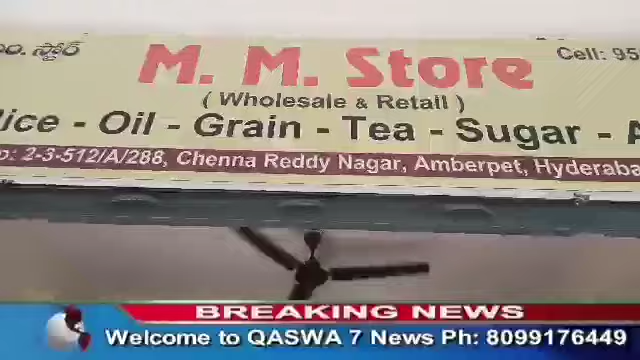 స్టోర్
M. M. Store
Cell: 95
( Wholesale & Retail )
ice - Oil - Grain - Tea - Sugar - A
o: 2-3-512/A/288, Chenna Reddy Nagar, Amberpet, Hyderaba
BREAKING NEWS
Welcome to QASWA 7 News Ph: 8099176449